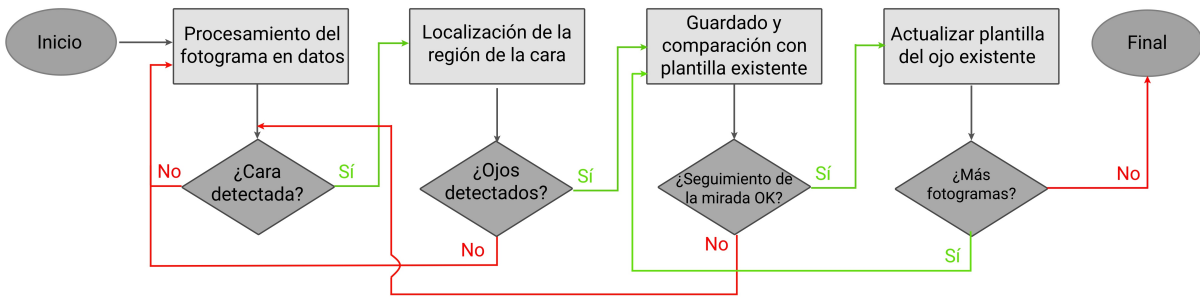 Inicio
Procesamiento del
fotograma en datos
Localización de la
región de la cara
Guardado y
comparación con
plantilla existente
Actualizar plantilla
del ojo existente
Final
¿Cara
detectada?
No
Sí
¿Ojos
detectados?
No
Sí
¿Seguimiento de
la mirada OK?
No
Sí
¿Más
fotogramas?
No
Sí